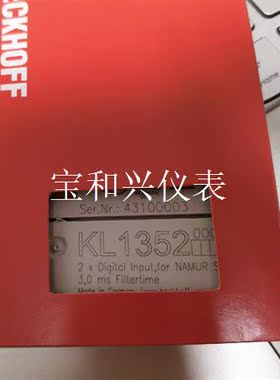 ECKHOFF
宝和兴仪表
Ser.Nr.: 43100003
KL1352
2 x Digital Input, for NAMUR S
3,0 ms Filtertime
Made in Germany